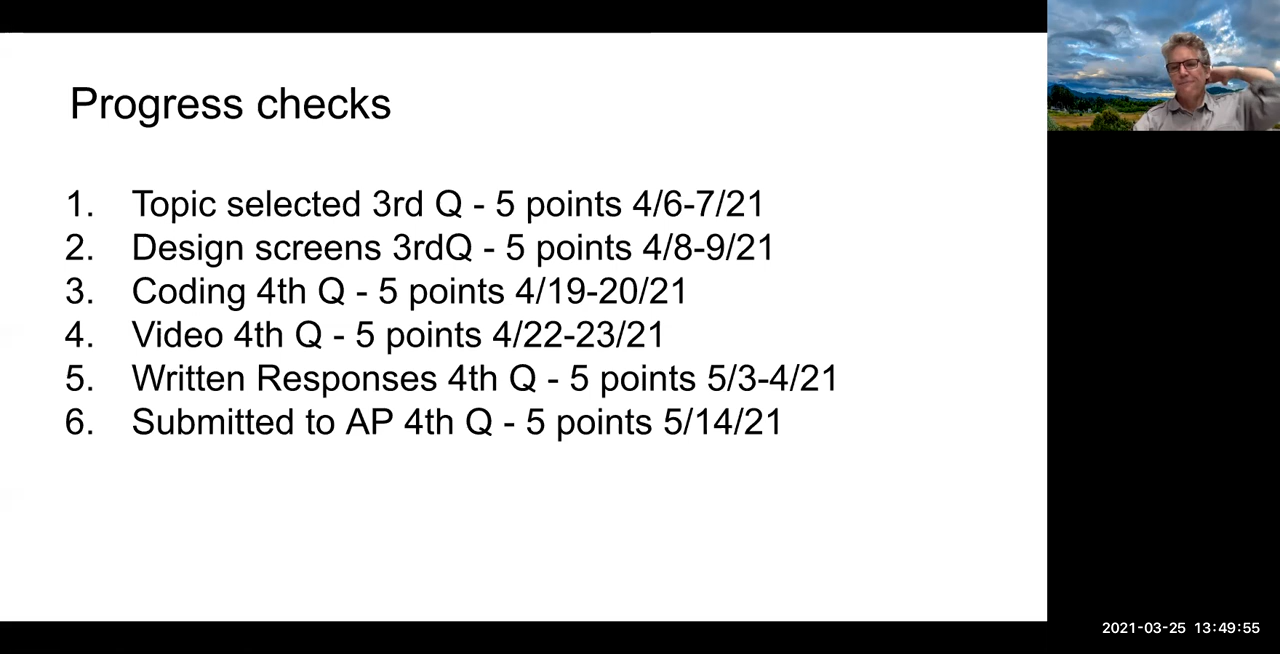 Progress checks
1. Topic selected 3rd Q - 5 points 4/6-7/21
2. Design screens 3rdQ - 5 points 4/8-9/21
3. Coding 4th Q - 5 points 4/19-20/21
4. Video 4th Q - 5 points 4/22-23/21
5. Written Responses 4th Q - 5 points 5/3-4/21
6. Submitted to AP 4th Q - 5 points 5/14/21
2021-03-25 13:49:55